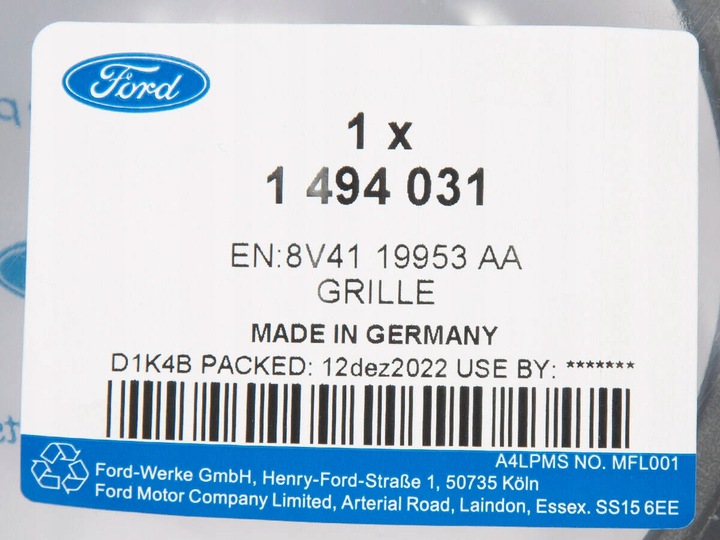 Ford
1 x
1 494 031
EN:8V41 19953 AA
GRILLE
MADE IN GERMANY
D1K4B PACKED: 12dez2022 USE BY: *******
A4LPMS NO. MFL001
Ford-Werke GmbH, Henry-Ford-Straße 1, 50735 Köln
Ford Motor Company Limited, Arterial Road, Laindon, Essex. SS15 6EE